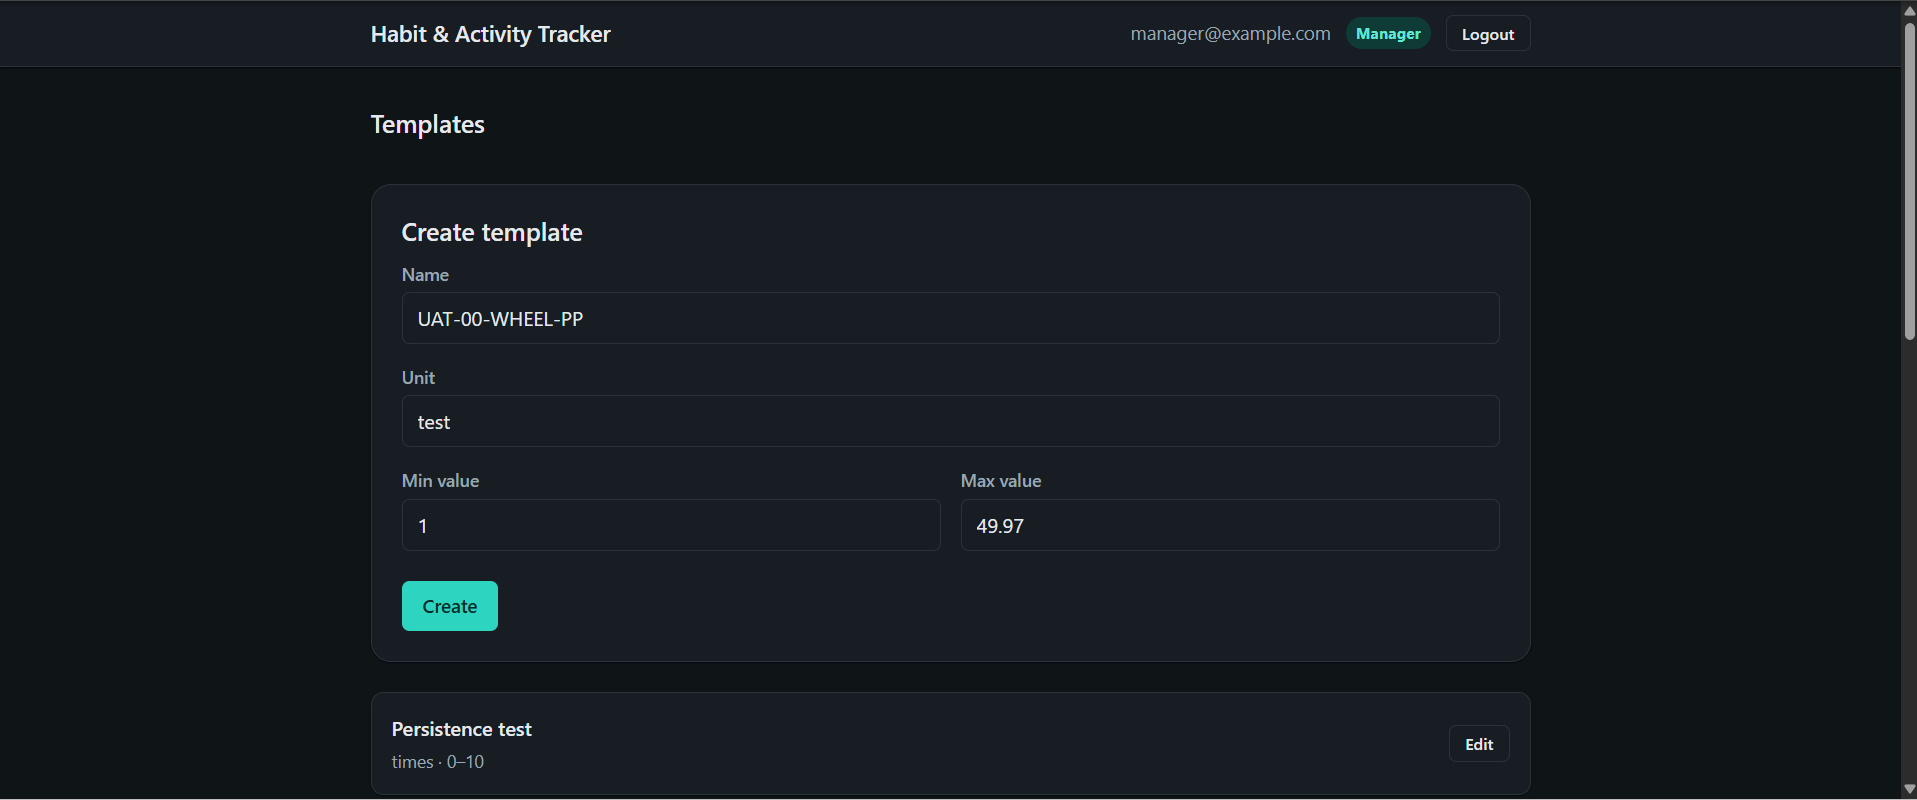 Habit & Activity Tracker
manager@example.com
Manager
Logout
Templates
Create template
Name
UAT-00-WHEEL-PP
Unit
test
Min value
Max value
1
49.97
Create
Persistence test
times · 0–10
Edit